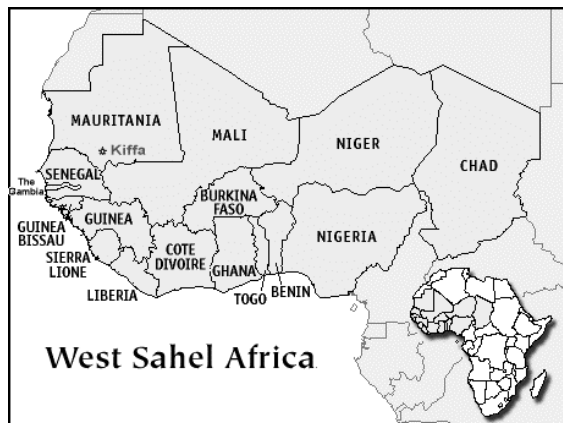 MAURITANIA
Kiffa
MALI
NIGER
CHAD
SENEGAL
The
Gambia
BURKINA
FASO
GUINEA
GUINEA
BISSAU
NIGERIA
COTE
DIVOIRE
SIERRA
LIONE
GHANA
LIBERIA
TOGO
BENIN
West Sahel Africa